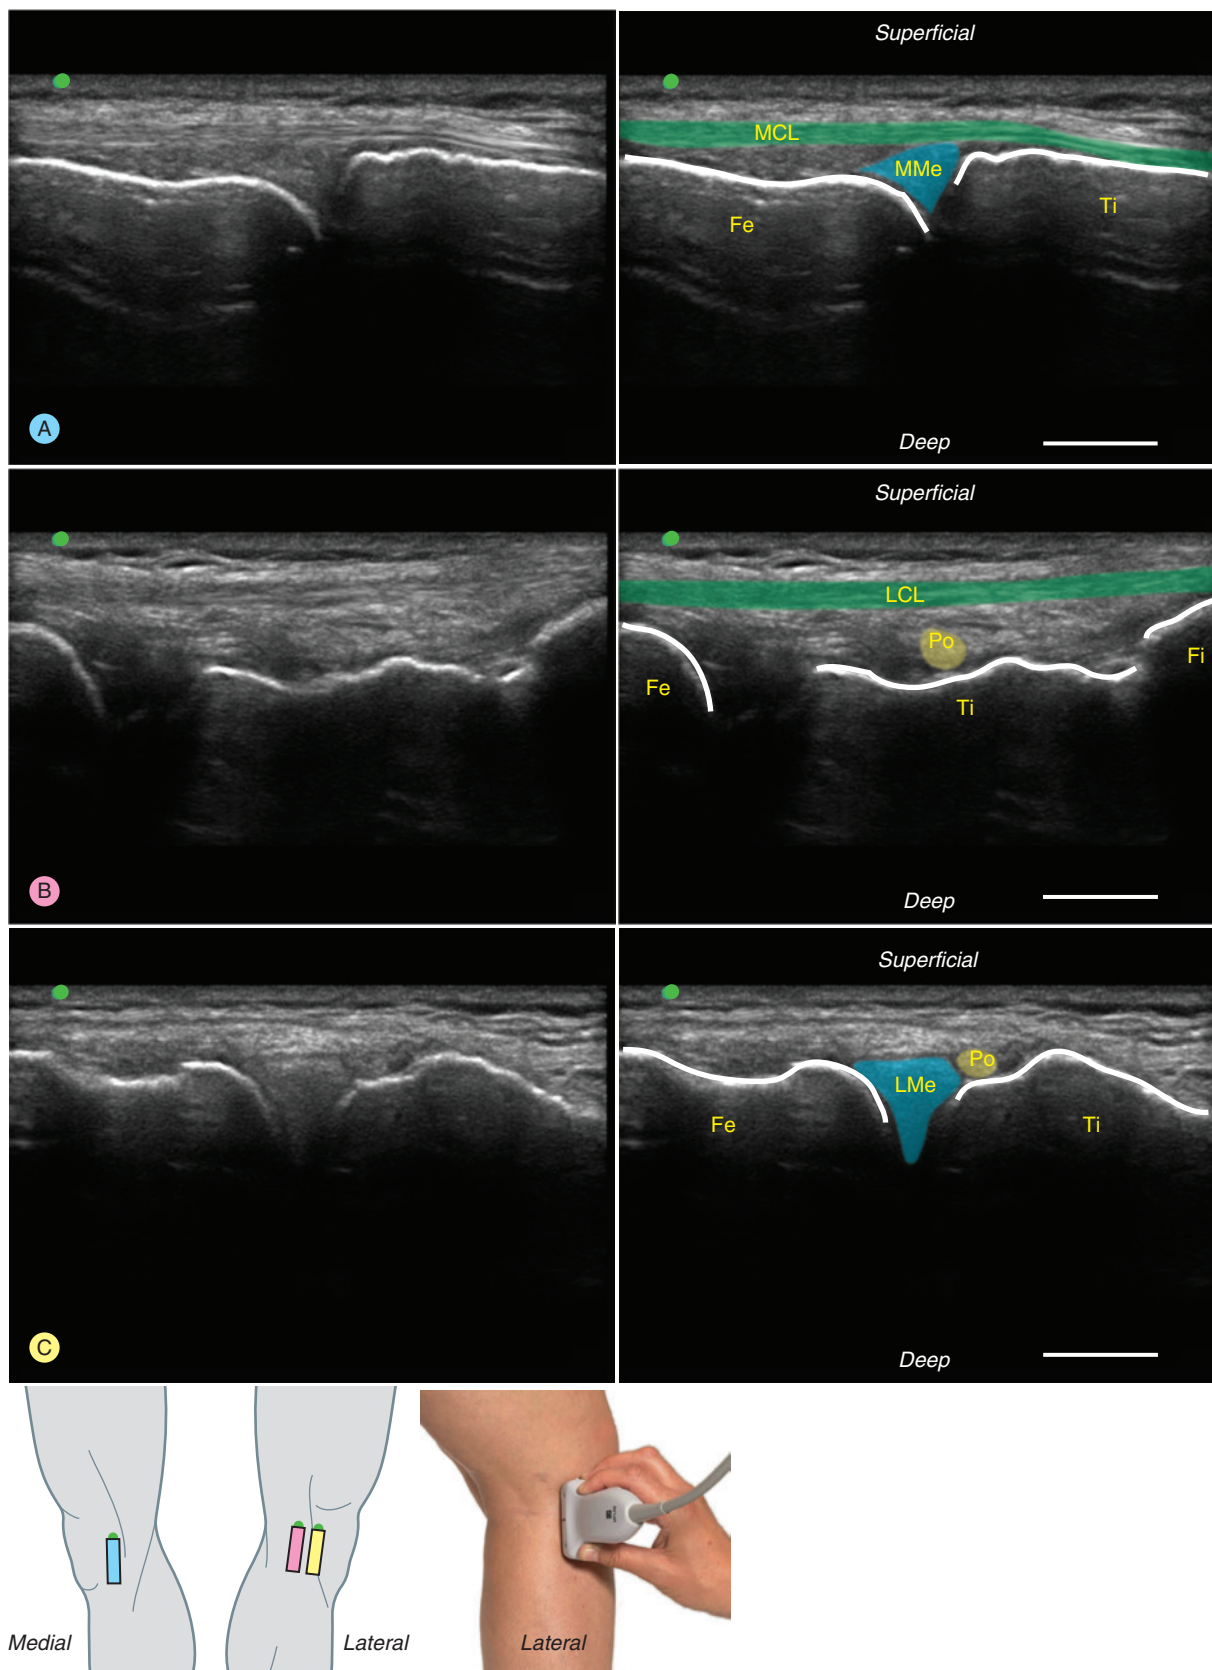 Superficial
MCL
MMe
Fe
Ti
A
Deep
Superficial
LCL
Po
Fe
Ti
Fi
B
Deep
Superficial
Po
LMe
Fe
Ti
C
Deep
Medial
Lateral
Lateral